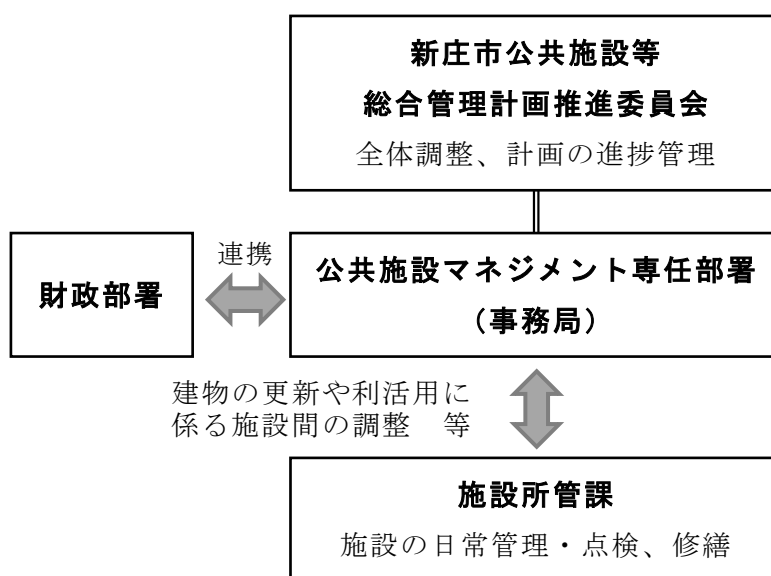 新庄市公共施設等
総合管理計画推進委員会
全体調整、計画の進捗管理
連携
財政部署
公共施設マネジメント専任部署
（事務局）
建物の更新や利活用に
係る施設間の調整　等
施設所管課
施設の日常管理・点検、修繕